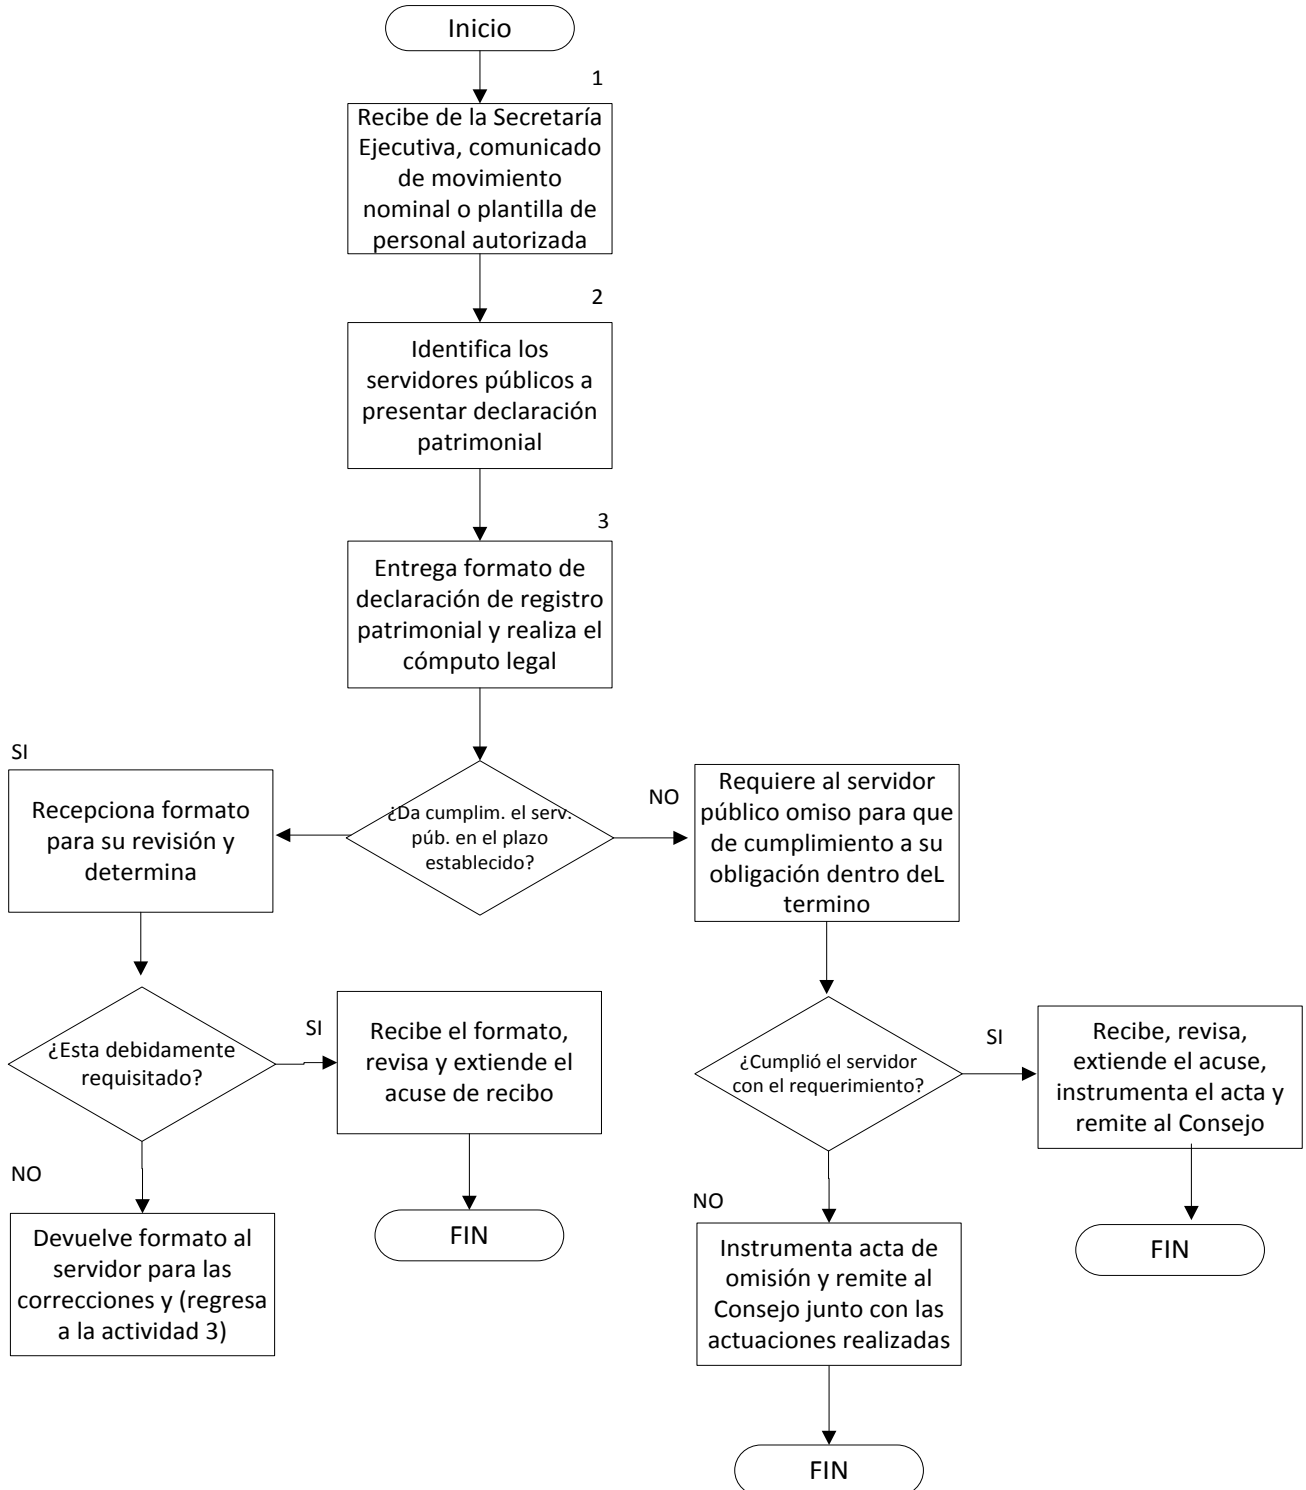 Inicio
1
Recibe de la Secretaría
Ejecutiva, comunicado
de movimiento
nominal o plantilla de
personal autorizada
2
Identifica los
servidores públicos a
presentar declaración
patrimonial
3
Entrega formato de
declaración de registro
patrimonial y realiza el
cómputo legal
SI
Recepciona formato
para su revisión y
determina
¿Da cumplim. el serv.
púb. en el plazo
establecido?
NO
Requiere al servidor
público omiso para que
de cumplimiento a su
obligación dentro deL
termino
¿Esta debidamente
requisitado?
SI
Recibe el formato,
revisa y extiende el
acuse de recibo
¿Cumplió el servidor
con el requerimiento?
SI
Recibe, revisa,
extiende el acuse,
instrumenta el acta y
remite al Consejo
NO
Devuelve formato al
servidor para las
correcciones y (regresa
a la actividad 3)
FIN
NO
Instrumenta acta de
omisión y remite al
Consejo junto con las
actuaciones realizadas
FIN
FIN